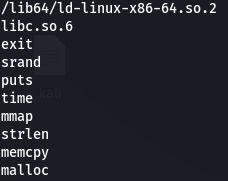 /lib64/ld-linux-x86-64.so.2
libc.so.6
exit
srand
puts
time
mmap
strlen
memcpy
malloc